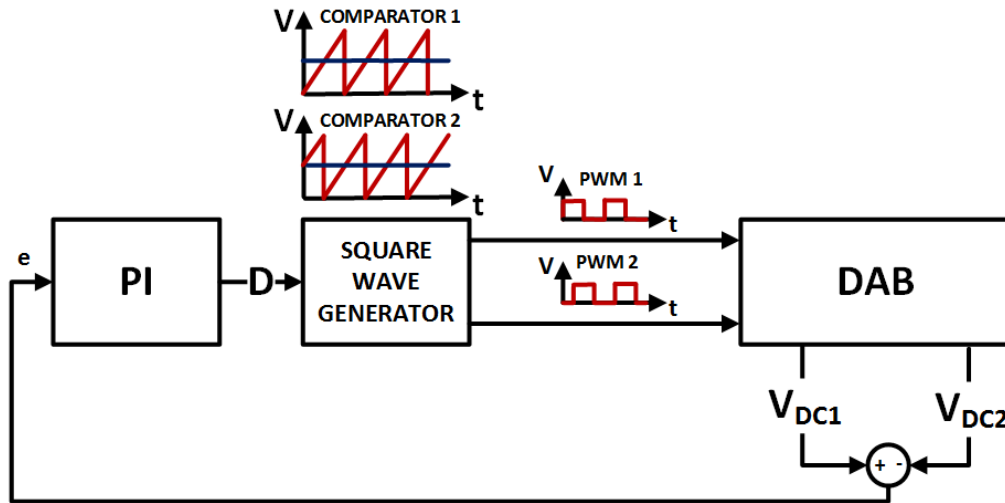 COMPARATOR 1
V
t
COMPARATOR 2
V
t
PWM 1
V
t
PWM 2
V
t
e
PI
D
SQUARE
WAVE
GENERATOR
DAB
VDC1
VDC2
+ -